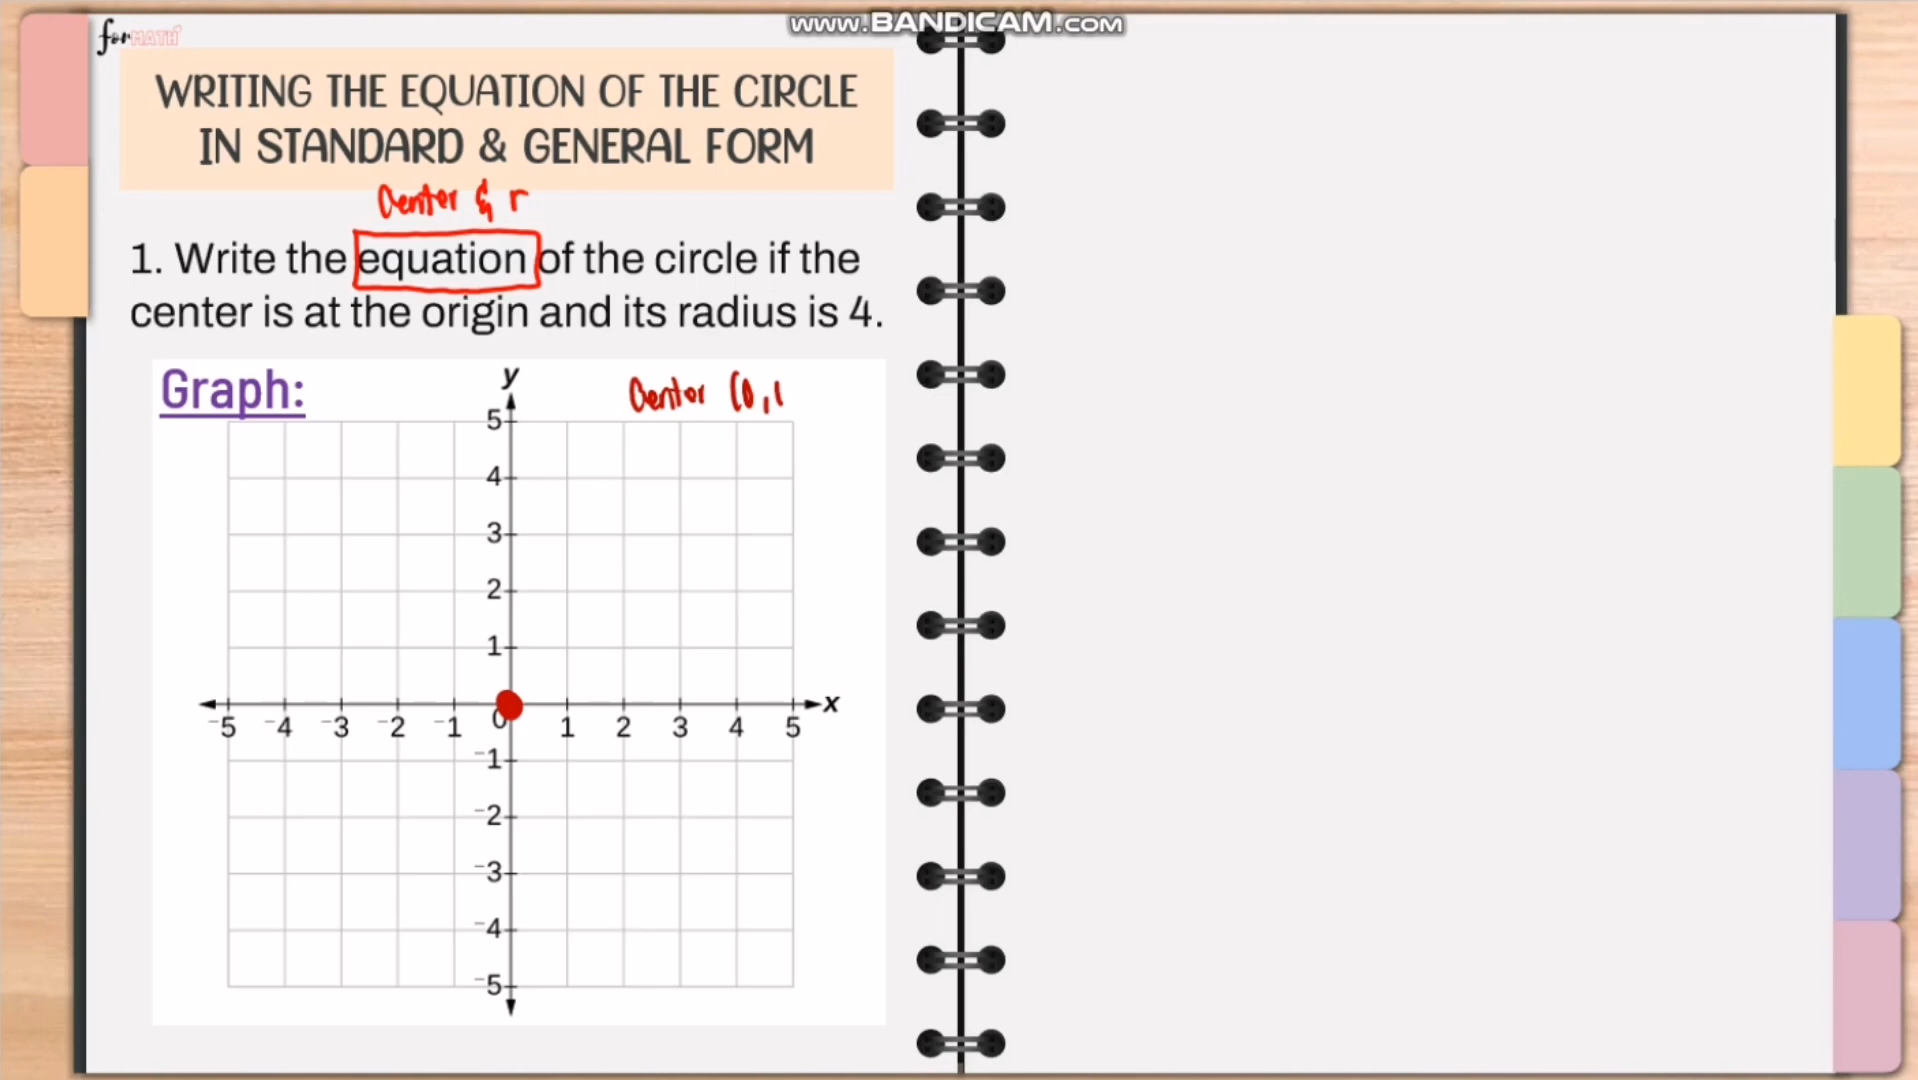 forMATH
www.BANDICAM.com
WRITING THE EQUATION OF THE CIRCLE
IN STANDARD & GENERAL FORM
Center & r
1. Write the equation of the circle if the
center is at the origin and its radius is 4.
Graph:
y
Center (0,
5
4
3
2
1
x
-5 -4 -3 -2 -1 0 1 2 3 4 5
-1
-2
-3
-4
-5